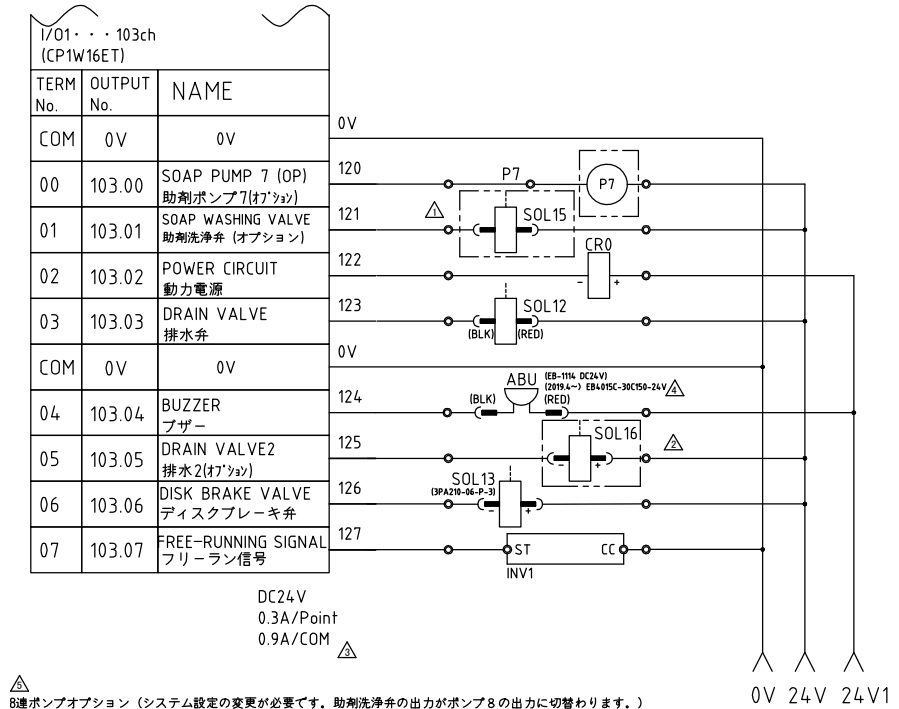 I/O1・・・103ch
(CP1W16ET)
TERM No. OUTPUT No. NAME
COM 0V 0V 0V
00 103.00 SOAP PUMP 7 (OP) 120 P7 P7
助剤ポンプ7(オプション)
01 103.01 SOAP WASHING VALVE 121 1 SOL15
助剤洗浄弁 (オプション)
02 103.02 POWER CIRCUIT 122 CR0 - +
動力電源
03 103.03 DRAIN VALVE 123 SOL12
排水弁 (BLK) (RED)
COM 0V 0V 0V
04 103.04 BUZZER 124 (BLK) ABU (RED)
(EB-1114 DC24V)
(2019.4~) EB4015C-30C150-24V 4
ブザー
05 103.05 DRAIN VALVE2 125 SOL16 - + 2
排水2(オプション)
06 103.06 DISK BRAKE VALVE 126 SOL13 - +
(3PA210-06-P-3)
ディスクブレーキ弁
07 103.07 FREE-RUNNING SIGNAL 127 ST CC
フリーラン信号 INV1
DC24V
0.3A/Point
0.9A/COM 3
0V 24V 24V1
5
8連ポンプオプション (システム設定の変更が必要です。助剤洗浄弁の出力がポンプ8の出力に切替わります。)